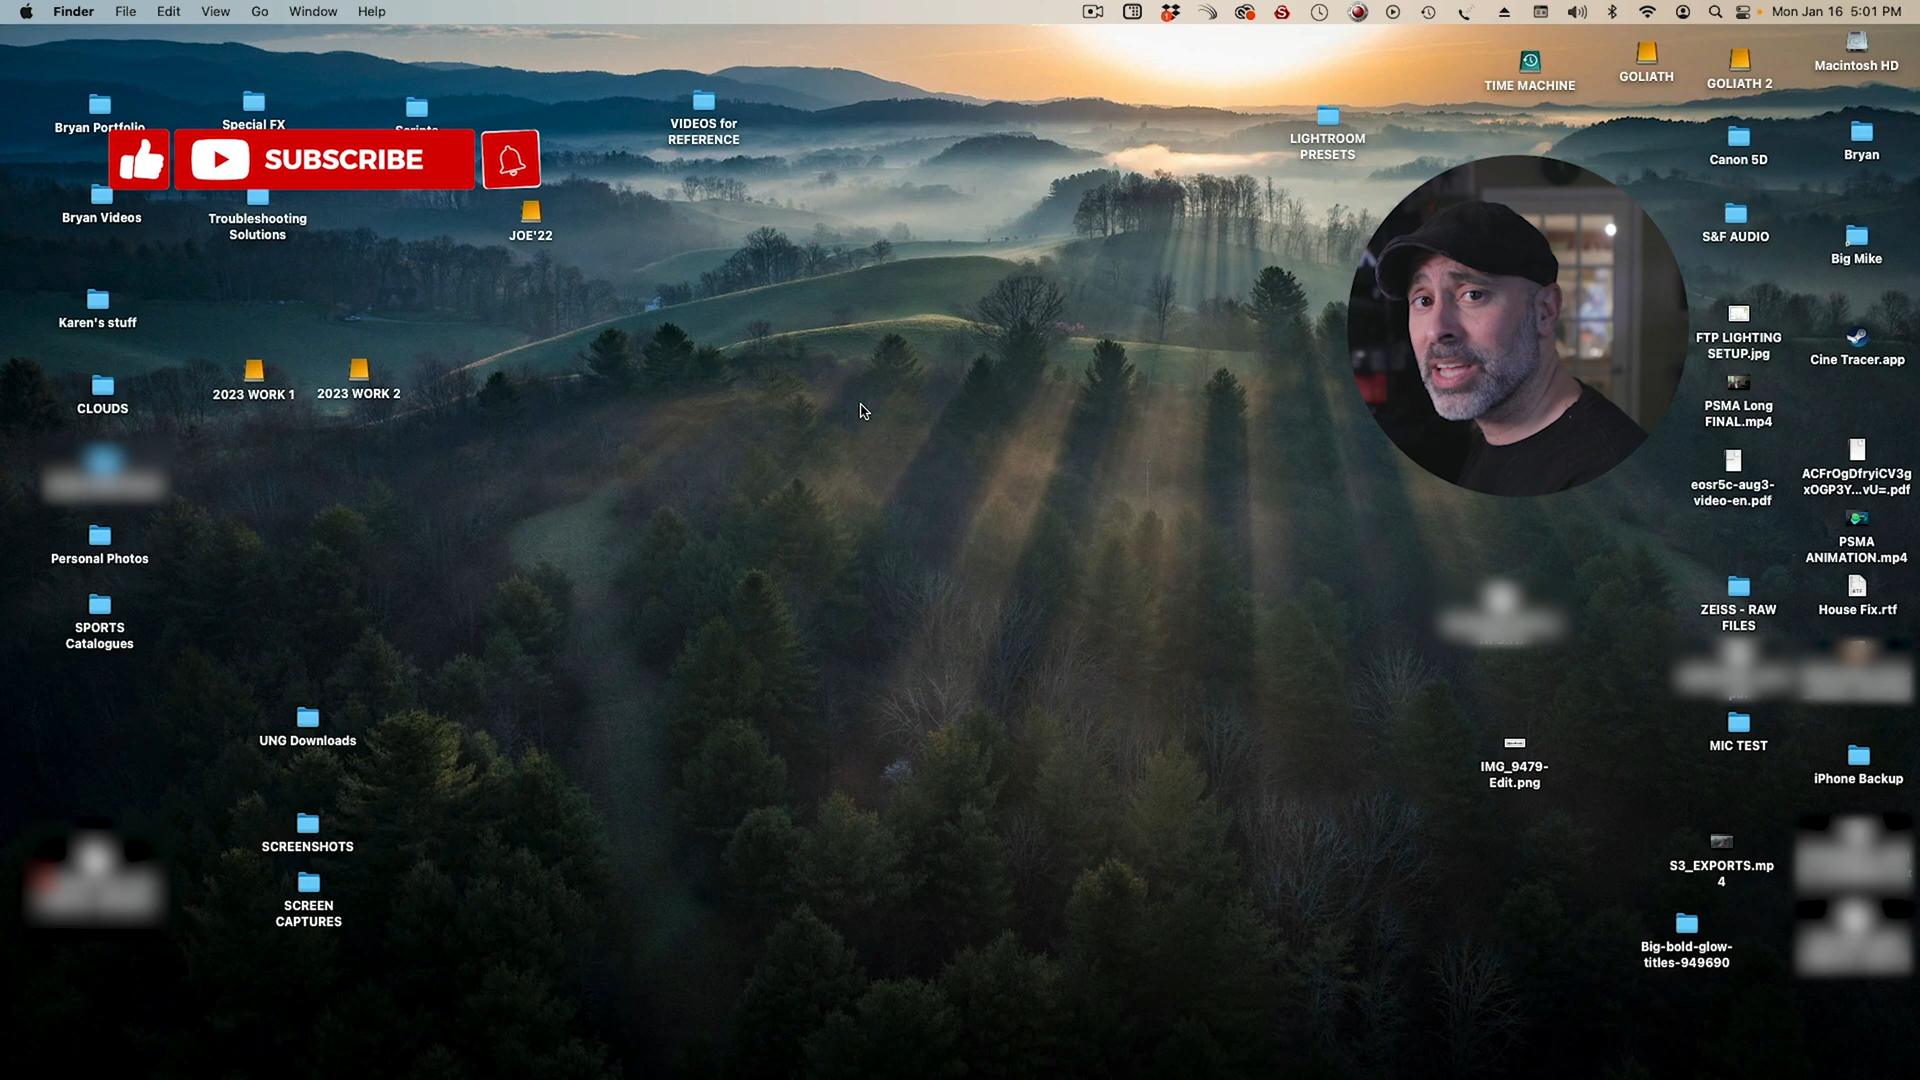 Finder File Edit View Go Window Help
Mon Jan 16 5:01 PM
Bryan Portfolio
Special FX
Scripts
VIDEOS for
REFERENCE
LIGHTROOM
PRESETS
TIME MACHINE
GOLIATH
GOLIATH 2
Macintosh HD
SUBSCRIBE
Canon 5D
Bryan
Bryan Videos
Troubleshooting
Solutions
JOE'22
S&F AUDIO
Big Mike
Karen's stuff
FTP LIGHTING
SETUP.jpg
Cine Tracer.app
CLOUDS
2023 WORK 1
2023 WORK 2
PSMA Long
FINAL.mp4
eosr5c-aug3-
video-en.pdf
ACFrOgDfryiCV3g
xOGP3Y...vU=.pdf
Personal Photos
PSMA
ANIMATION.mp4
SPORTS
Catalogues
ZEISS - RAW
FILES
House Fix.rtf
UNG Downloads
MIC TEST
IMG_9479-
Edit.png
iPhone Backup
SCREENSHOTS
S3_EXPORTS.mp
4
SCREEN
CAPTURES
Big-bold-glow-
titles-949690